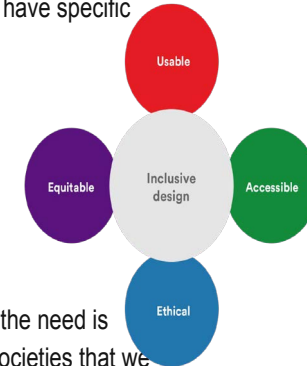 have specific
Usable
Equitable
Inclusive
design
Accessible
the need is
Ethical
ocieties that we